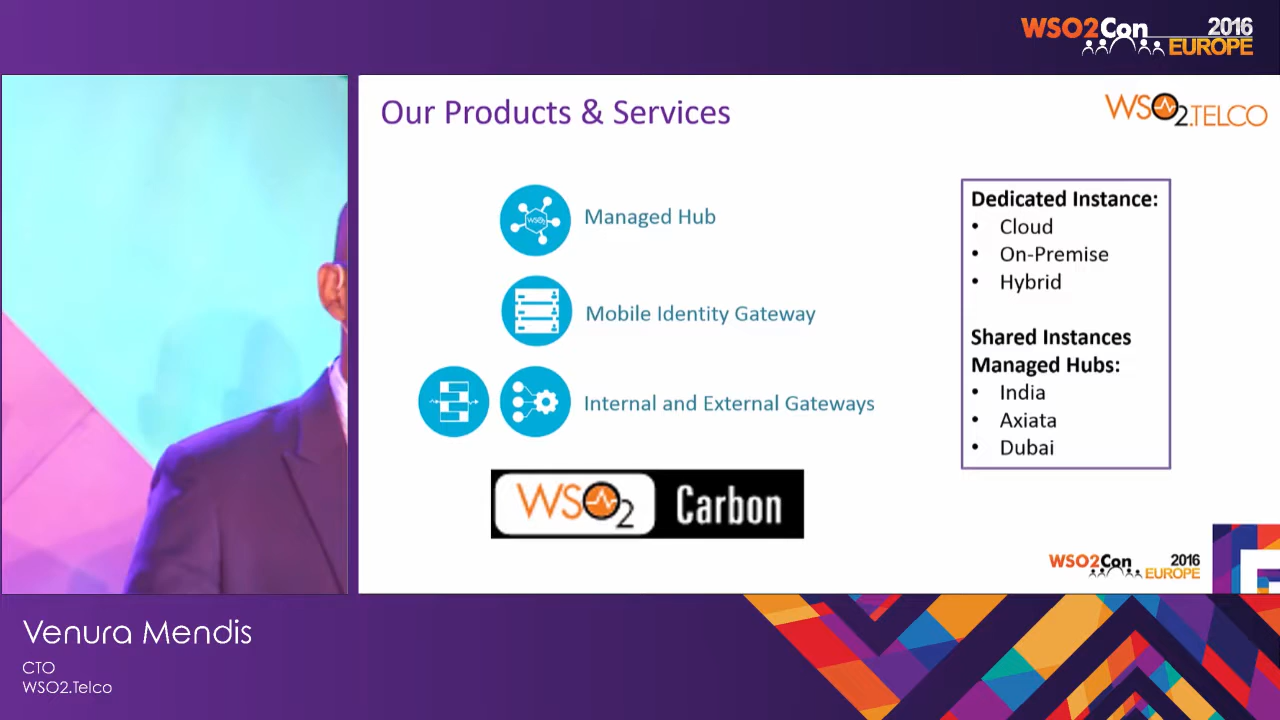 WSO2Con 2016
EUROPE
Our Products & Services
WSO2.TELCO
WSO2
Managed Hub
Mobile Identity Gateway
Internal and External Gateways
Dedicated Instance:
• Cloud
• On-Premise
• Hybrid
Shared Instances
Managed Hubs:
• India
• Axiata
• Dubai
WSO2 Carbon
WSO2Con 2016
EUROPE
Venura Mendis
CTO
WSO2.Telco